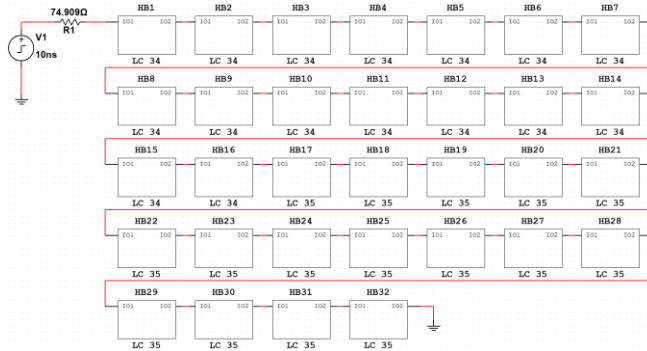 74.909Ω HB1 HB2 HB3 HB4 HB5 HB6 HB7
R1 IO1 IO2 IO1 IO2 IO1 IO2 IO1 IO2 IO1 IO2 IO1 IO2 IO1 IO2
V1
10ns
LC 34 LC 34 LC 34 LC 34 LC 34 LC 34 LC 34
HB8 HB9 HB10 HB11 HB12 HB13 HB14
IO1 IO2 IO1 IO2 IO1 IO2 IO1 IO2 IO1 IO2 IO1 IO2 IO1 IO2
LC 34 LC 34 LC 34 LC 34 LC 34 LC 34 LC 34
HB15 HB16 HB17 HB18 HB19 HB20 HB21
IO1 IO2 IO1 IO2 IO1 IO2 IO1 IO2 IO1 IO2 IO1 IO2 IO1 IO2
LC 34 LC 34 LC 35 LC 35 LC 35 LC 35 LC 35
HB22 HB23 HB24 HB25 HB26 HB27 HB28
IO1 IO2 IO1 IO2 IO1 IO2 IO1 IO2 IO1 IO2 IO1 IO2 IO1 IO2
LC 35 LC 35 LC 35 LC 35 LC 35 LC 35 LC 35
HB29 HB30 HB31 HB32
IO1 IO2 IO1 IO2 IO1 IO2 IO1 IO2
LC 35 LC 35 LC 35 LC 35